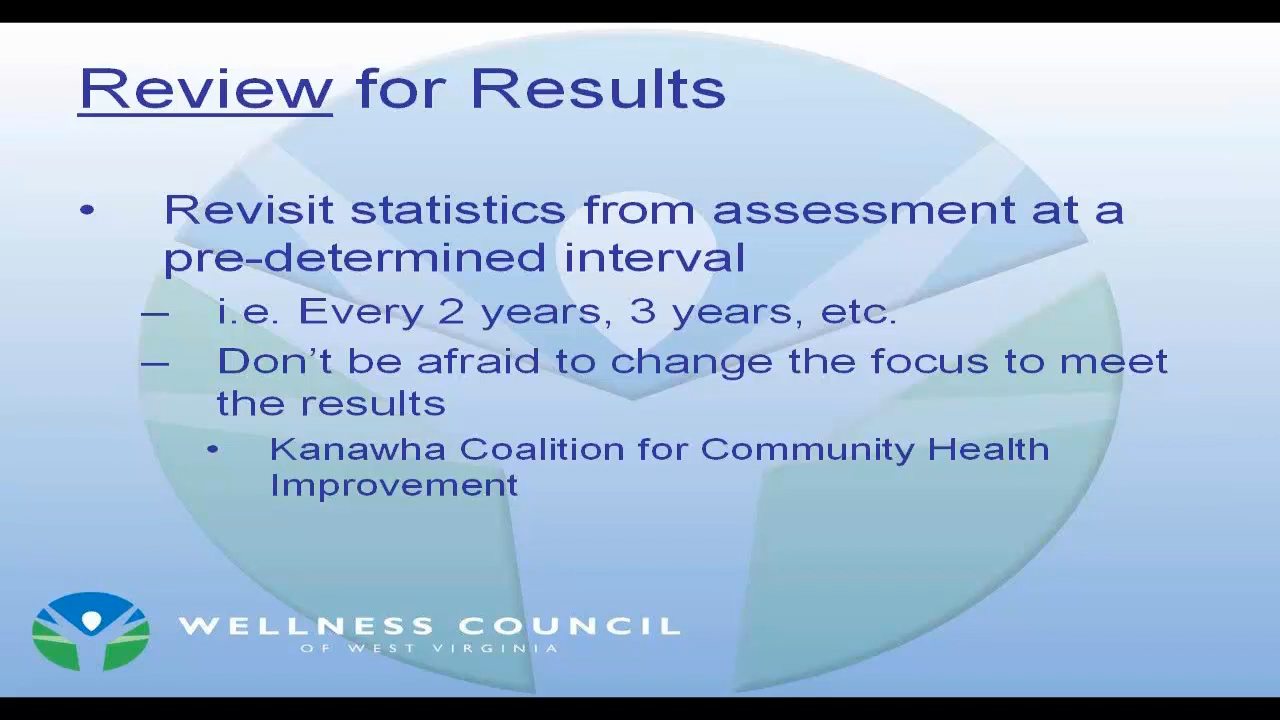 Review for Results
• Revisit statistics from assessment at a
pre-determined interval
– i.e. Every 2 years, 3 years, etc.
– Don’t be afraid to change the focus to meet
the results
• Kanawha Coalition for Community Health
Improvement
WELLNESS COUNCIL
OF WEST VIRGINIA